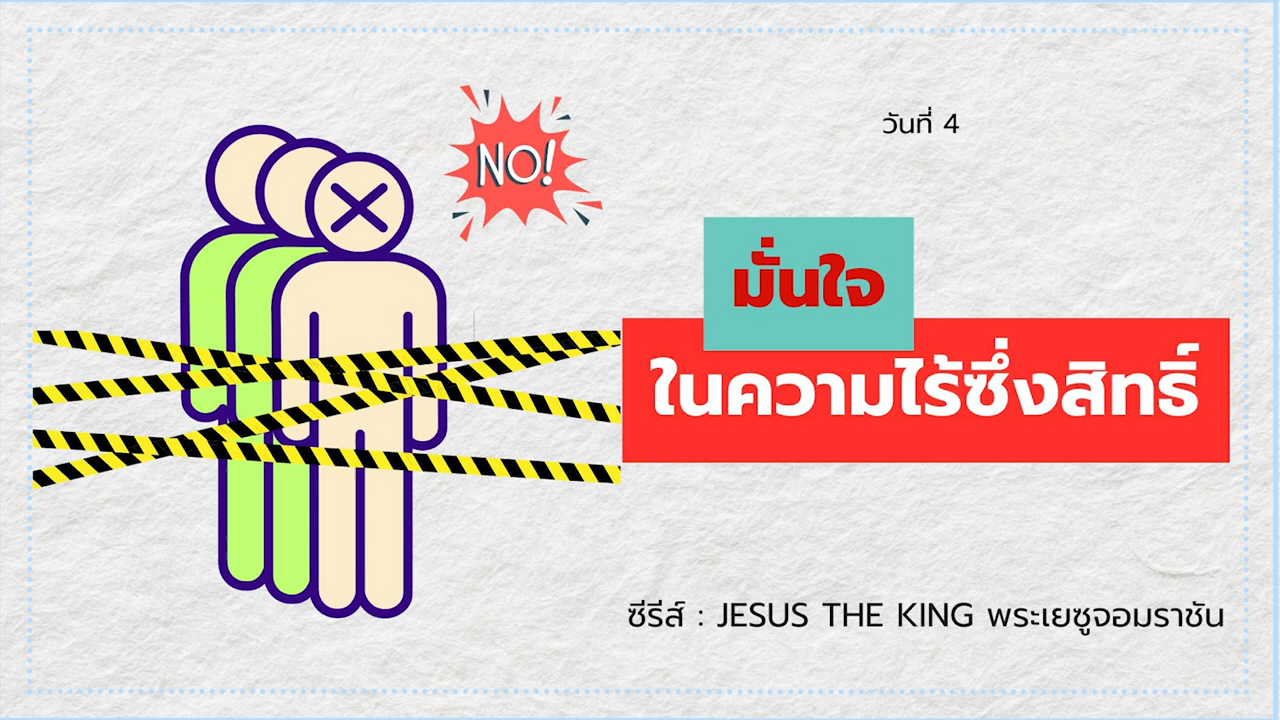 วันที่ 4
NO!
มั่นใจ
ในความไร้ซึ่งสิทธิ์
ซีรีส์ : JESUS THE KING พระเยซูจอมราชัน